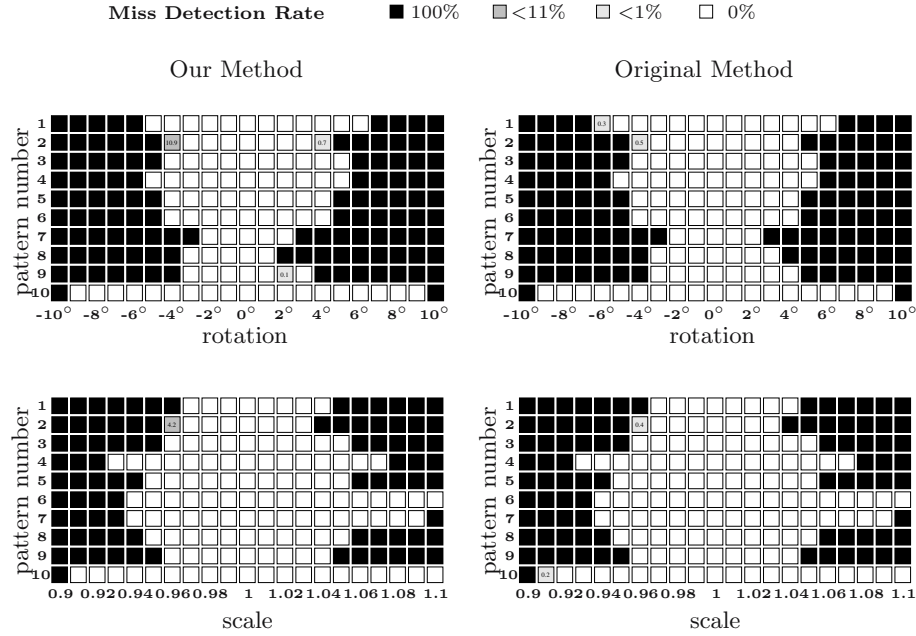 Miss Detection Rate 100% <11% <1% 0%
Our Method Original Method
pattern number
1
2 10.9 0.7
3
4
5
6
7
8
9 0.1
10
-10° -8° -6° -4° -2° 0° 2° 4° 6° 8° 10°
rotation
pattern number
1 0.3
2 0.5
3
4
5
6
7
8
9
10
-10° -8° -6° -4° -2° 0° 2° 4° 6° 8° 10°
rotation
pattern number
1
2 4.2
3
4
5
6
7
8
9
10
0.9 0.92 0.94 0.96 0.98 1 1.02 1.04 1.06 1.08 1.1
scale
pattern number
1
2 0.4
3
4
5
6
7
8
9
10 0.2
0.9 0.92 0.94 0.96 0.98 1 1.02 1.04 1.06 1.08 1.1
scale